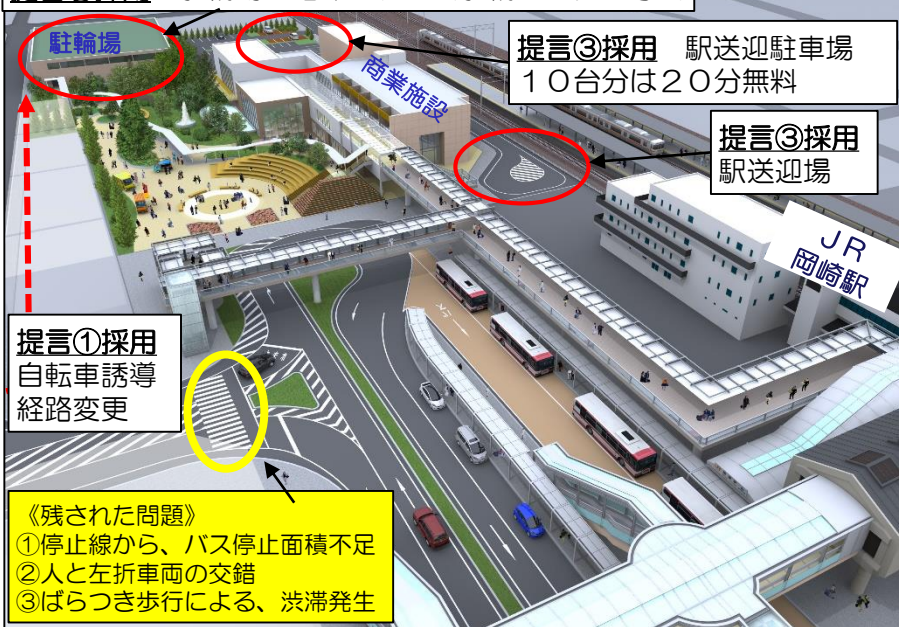 駐輪場
提言③採用 駅送迎駐車場
１０台分は２０分無料
商業施設
提言③採用
駅送迎場
ＪＲ
岡崎駅
提言①採用
自転車誘導
経路変更
《残された問題》
①停止線から、バス停止面積不足
②人と左折車両の交錯
③ばらつき歩行による、渋滞発生